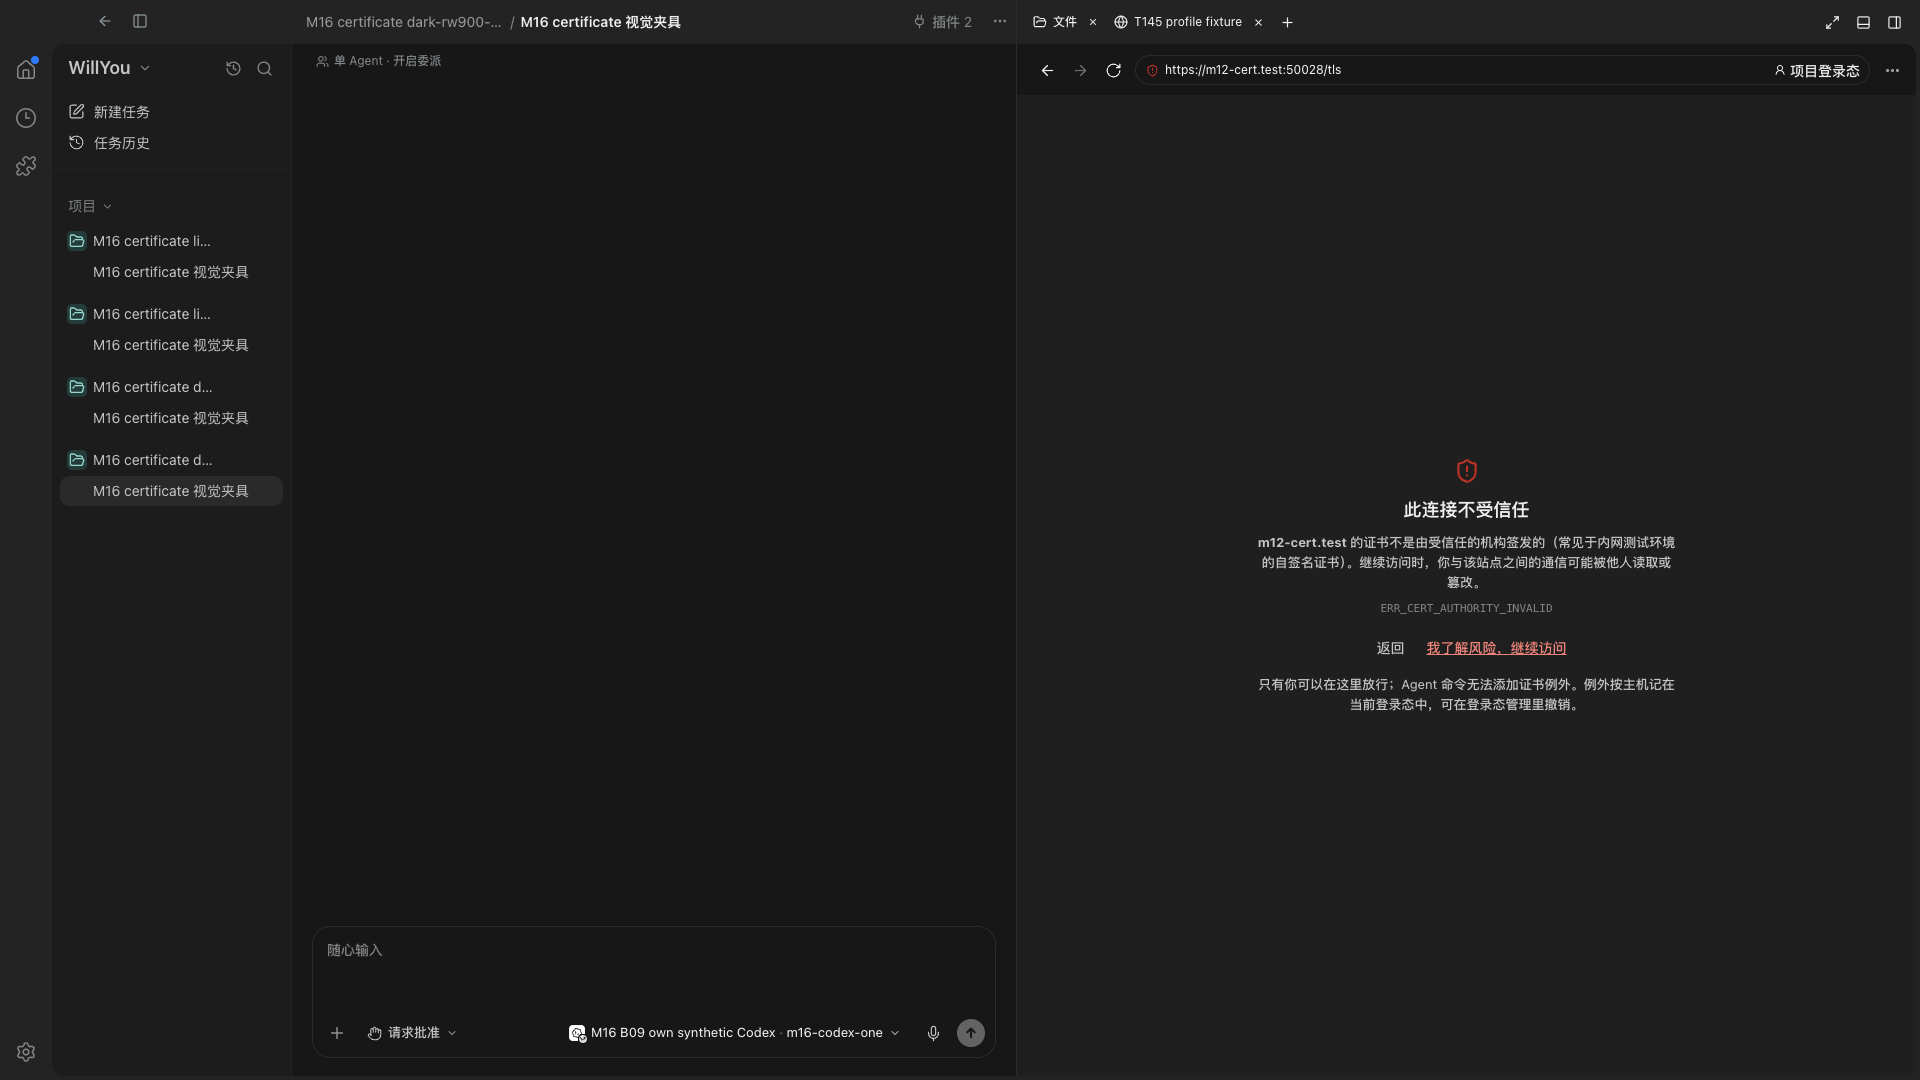 M16 certificate dark-rw900-... / M16 certificate 视觉夹具
插件 2
文件
T145 profile fixture
WillYou
单 Agent · 开启委派
https://m12-cert.test:50028/tls
项目登录态
新建任务
任务历史
项目
M16 certificate li...
M16 certificate 视觉夹具
M16 certificate li...
M16 certificate 视觉夹具
M16 certificate d...
M16 certificate 视觉夹具
M16 certificate d...
M16 certificate 视觉夹具
此连接不受信任
m12-cert.test 的证书不是由受信任的机构签发的（常见于内网测试环境
的自签名证书）。继续访问时，你与该站点之间的通信可能被他人读取或
篡改。
ERR_CERT_AUTHORITY_INVALID
返回
我了解风险，继续访问
只有你可以在这里放行；Agent 命令无法添加证书例外。例外按主机记在
当前登录态中，可在登录态管理里撤销。
随心输入
请求批准
M16 B09 own synthetic Codex · m16-codex-one